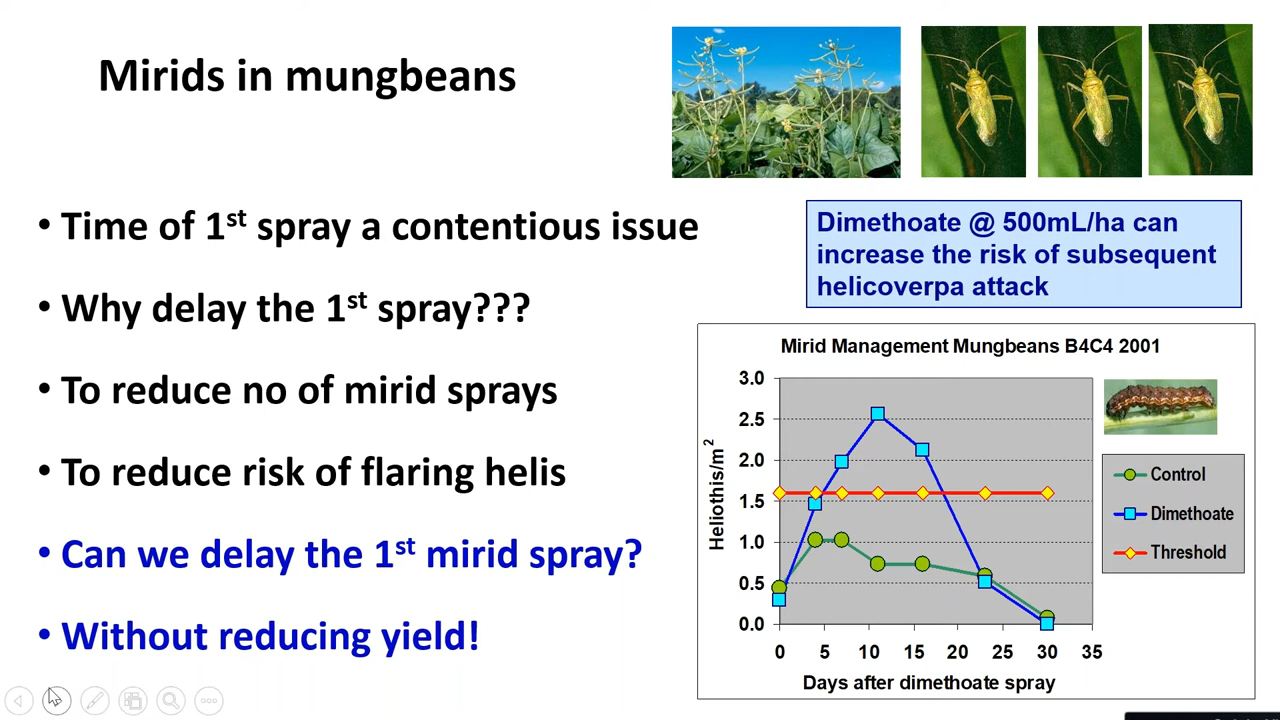 Mirids in mungbeans
• Time of 1st spray a contentious issue
• Why delay the 1st spray???
• To reduce no of mirid sprays
• To reduce risk of flaring helis
• Can we delay the 1st mirid spray?
• Without reducing yield!
Dimethoate @ 500mL/ha can
increase the risk of subsequent
helicoverpa attack
Mirid Management Mungbeans B4C4 2001
Heliothis/m²
3.0
2.5
2.0
1.5
1.0
0.5
0.0
0 5 10 15 20 25 30 35
Days after dimethoate spray
Control
Dimethoate
Threshold